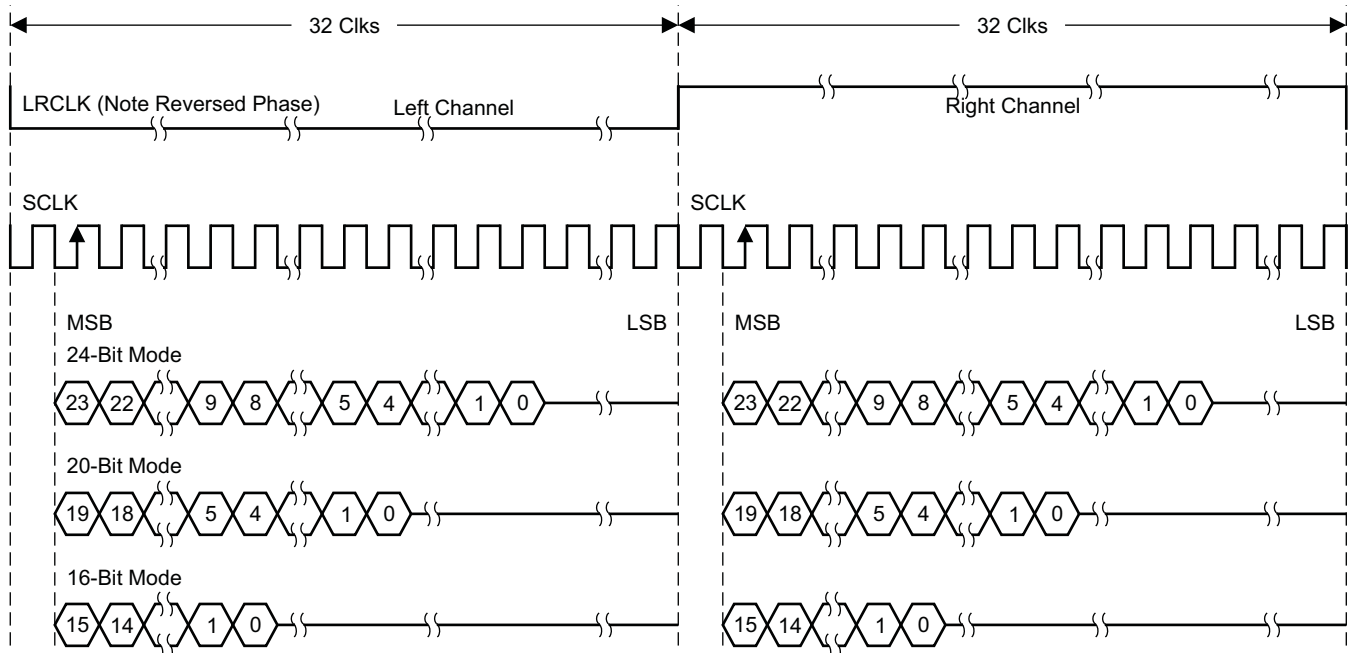 32 Clks 32 Clks
LRCLK (Note Reversed Phase) Left Channel Right Channel
SCLK SCLK
MSB LSB MSB LSB
24-Bit Mode
23 22 9 8 5 4 1 0 23 22 9 8 5 4 1 0
20-Bit Mode
19 18 5 4 1 0 19 18 5 4 1 0
16-Bit Mode
15 14 1 0 15 14 1 0